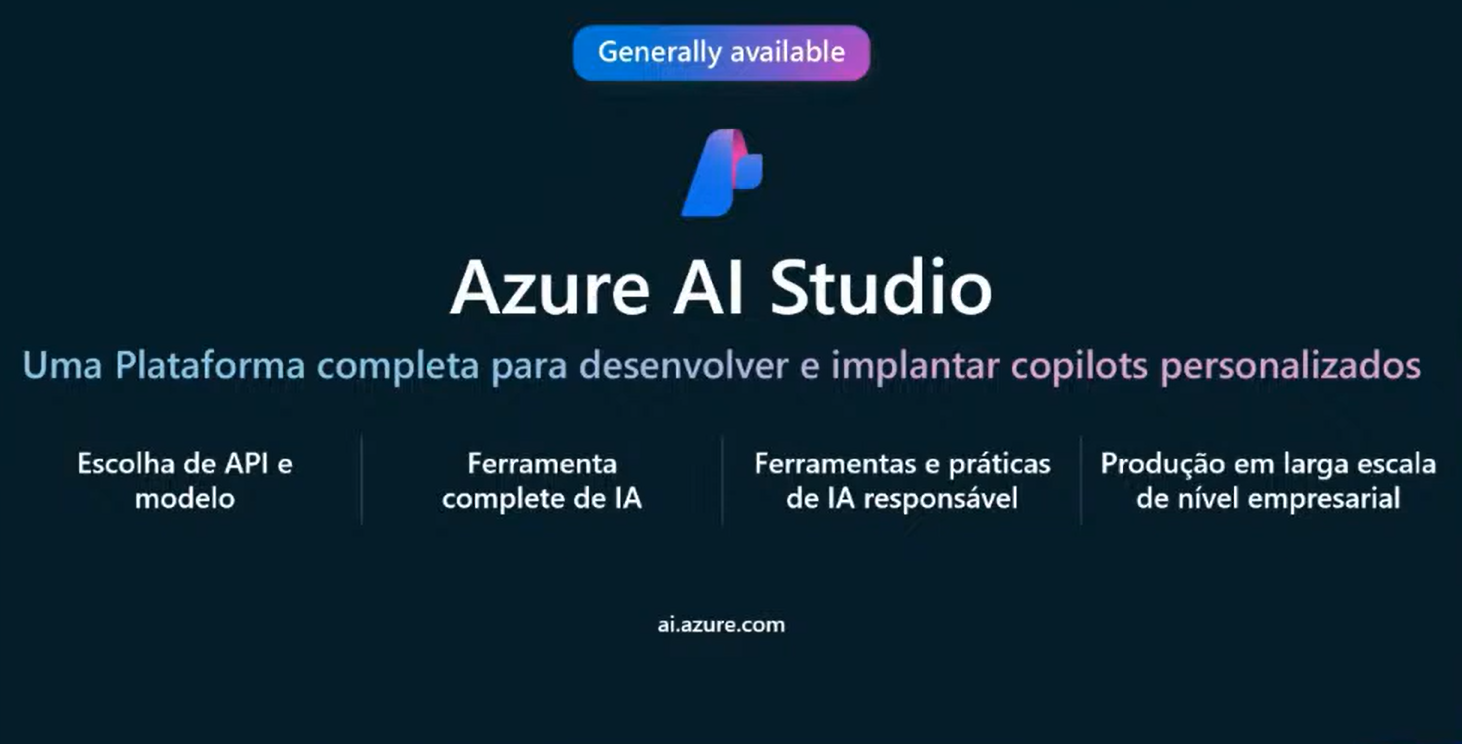 Generally available
Azure AI Studio
Uma Plataforma completa para desenvolver e implantar copilots personalizados
Escolha de API e
modelo
Ferramenta
complete de IA
Ferramentas e práticas
de IA responsável
Produção em larga escala
de nível empresarial
ai.azure.com